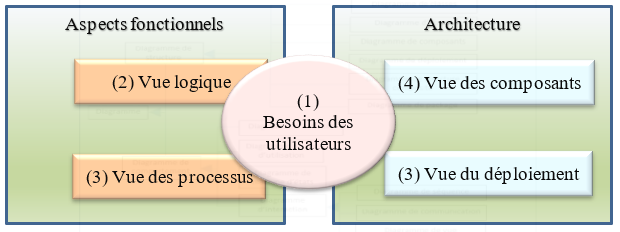 Aspects fonctionnels
Architecture
(2) Vue logique
(4) Vue des composants
(1)
Besoins des
utilisateurs
(3) Vue des processus
(3) Vue du déploiement